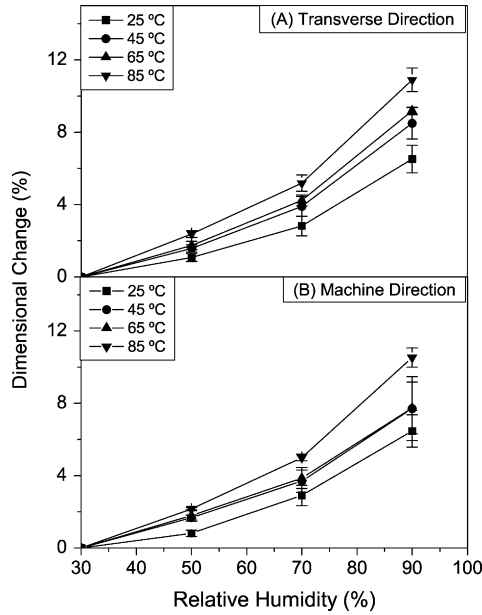 Dimensional Change (%)
(A) Transverse Direction
25 ºC
45 ºC
65 ºC
85 ºC
12
8
4
0
(B) Machine Direction
25 ºC
45 ºC
65 ºC
85 ºC
12
8
4
0
30 40 50 60 70 80 90 100
Relative Humidity (%)